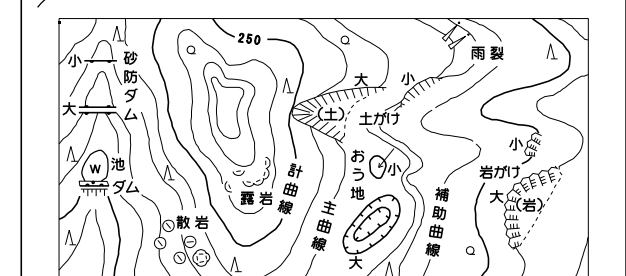 250
雨裂
小
砂防ダム
大
大
小
(土)
土がけ
小
W
池
ダム
おう地
小
岩がけ
大
(岩)
計曲線
露岩
主曲線
補助曲線
散岩
大